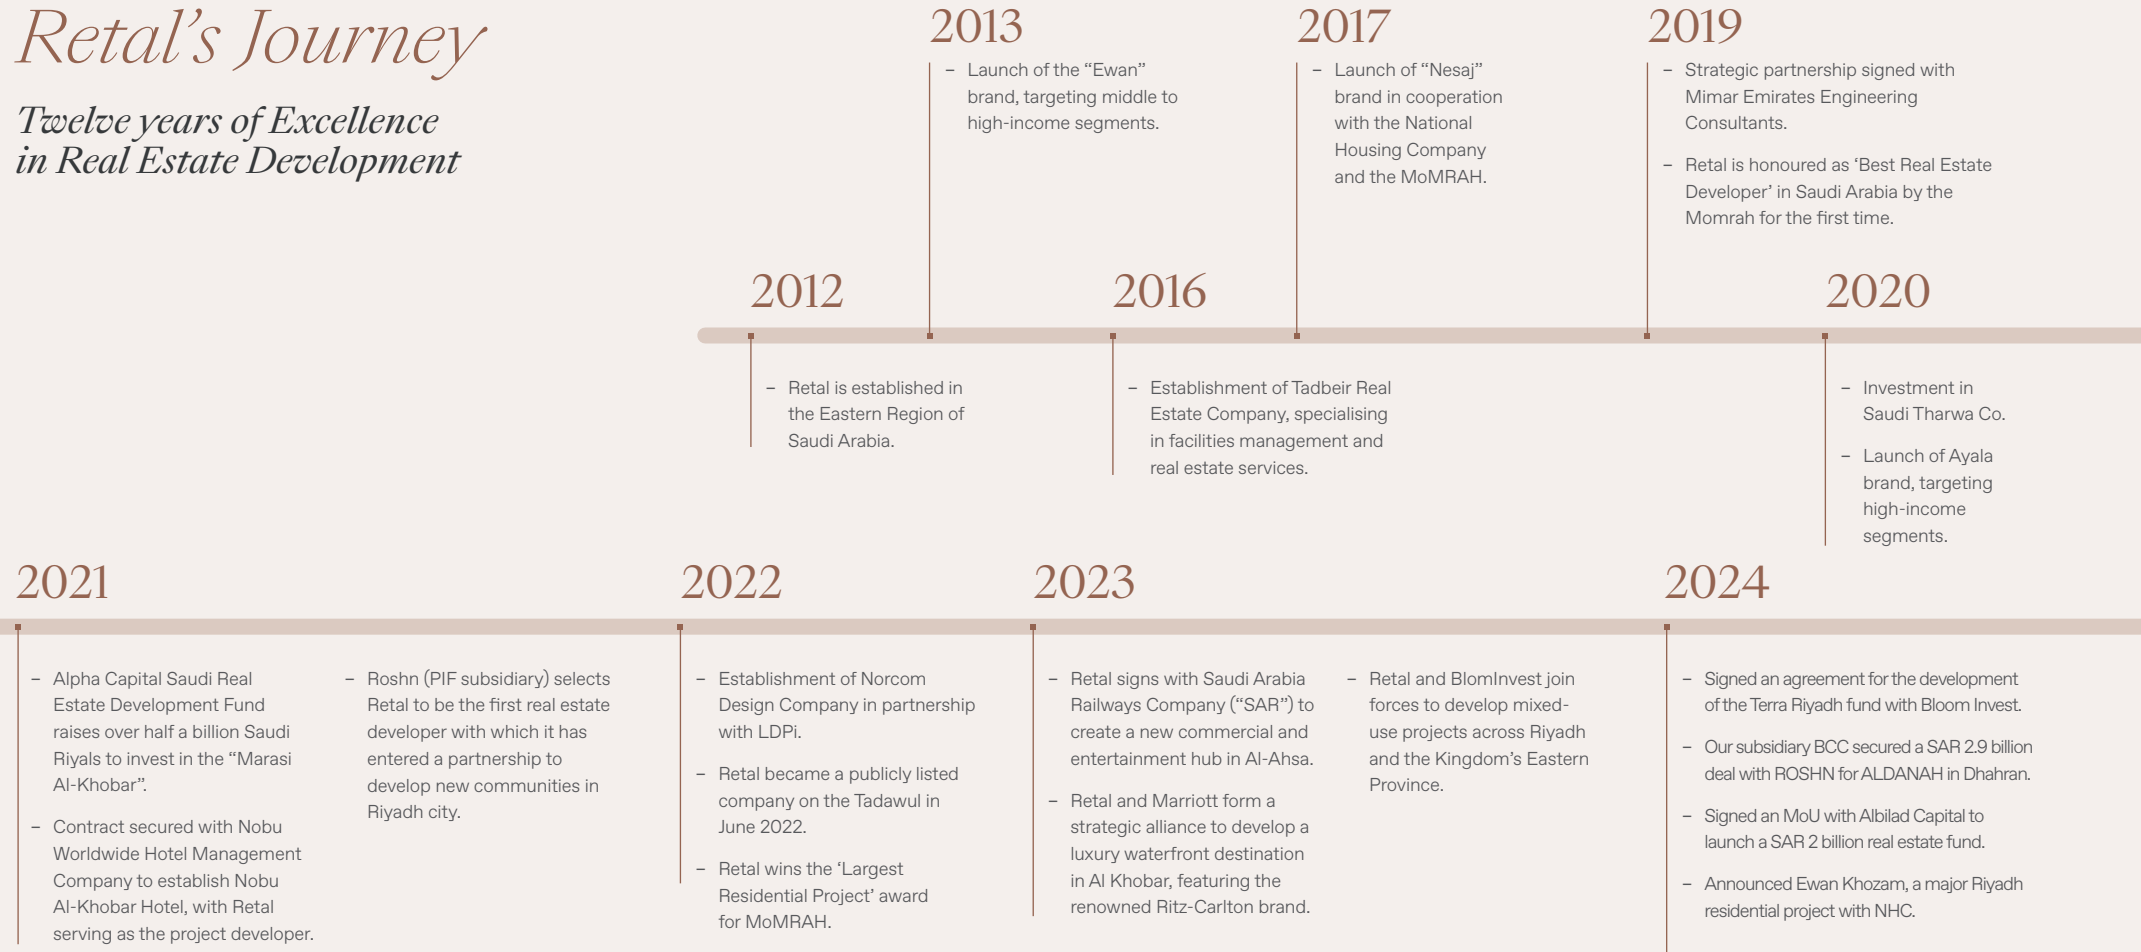 Retal’s Journey
Twelve years of Excellence
in Real Estate Development
2012
– Retal is established in
the Eastern Region of
Saudi Arabia.
2013
– Launch of the “Ewan”
brand, targeting middle to
high-income segments.
2016
– Establishment of Tadbeir Real
Estate Company, specialising
in facilities management and
real estate services.
2017
– Launch of “Nesaj”
brand in cooperation
with the National
Housing Company
and the MoMRAH.
2019
– Strategic partnership signed with
Mimar Emirates Engineering
Consultants.
– Retal is honoured as ‘Best Real Estate
Developer’ in Saudi Arabia by the
Momrah for the first time.
2020
– Investment in
Saudi Tharwa Co.
– Launch of Ayala
brand, targeting
high-income
segments.
2021
– Alpha Capital Saudi Real
Estate Development Fund
raises over half a billion Saudi
Riyals to invest in the “Marasi
Al-Khobar”.
– Contract secured with Nobu
Worldwide Hotel Management
Company to establish Nobu
Al-Khobar Hotel, with Retal
serving as the project developer.
– Roshn (PIF subsidiary) selects
Retal to be the first real estate
developer with which it has
entered a partnership to
develop new communities in
Riyadh city.
2022
– Establishment of Norcom
Design Company in partnership
with LDPi.
– Retal became a publicly listed
company on the Tadawul in
June 2022.
– Retal wins the ‘Largest
Residential Project’ award
for MoMRAH.
2023
– Retal signs with Saudi Arabia
Railways Company (“SAR”) to
create a new commercial and
entertainment hub in Al-Ahsa.
– Retal and Marriott form a
strategic alliance to develop a
luxury waterfront destination
in Al Khobar, featuring the
renowned Ritz-Carlton brand.
– Retal and BlomInvest join
forces to develop mixed-
use projects across Riyadh
and the Kingdom’s Eastern
Province.
2024
– Signed an agreement for the development
of the Terra Riyadh fund with Bloom Invest.
– Our subsidiary BCC secured a SAR 2.9 billion
deal with ROSHN for ALDANAH in Dhahran.
– Signed an MoU with Albilad Capital to
launch a SAR 2 billion real estate fund.
– Announced Ewan Khozam, a major Riyadh
residential project with NHC.